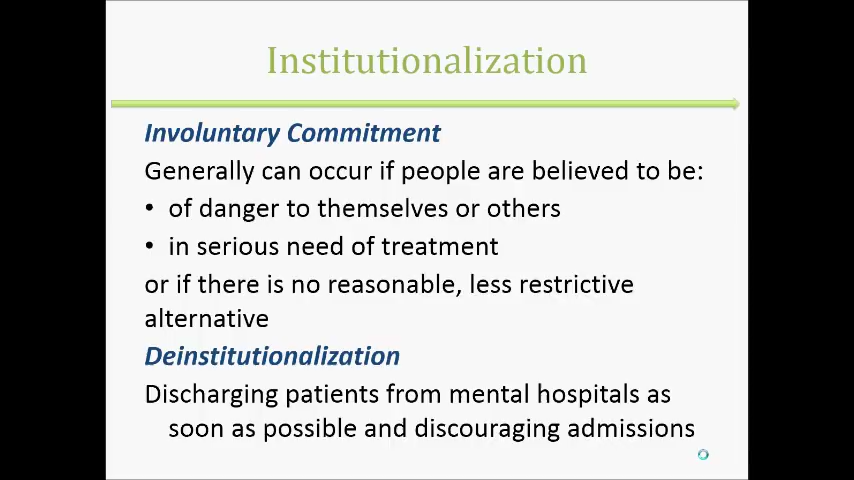 Institutionalization
Involuntary Commitment
Generally can occur if people are believed to be:
• of danger to themselves or others
• in serious need of treatment
or if there is no reasonable, less restrictive
alternative
Deinstitutionalization
Discharging patients from mental hospitals as
soon as possible and discouraging admissions